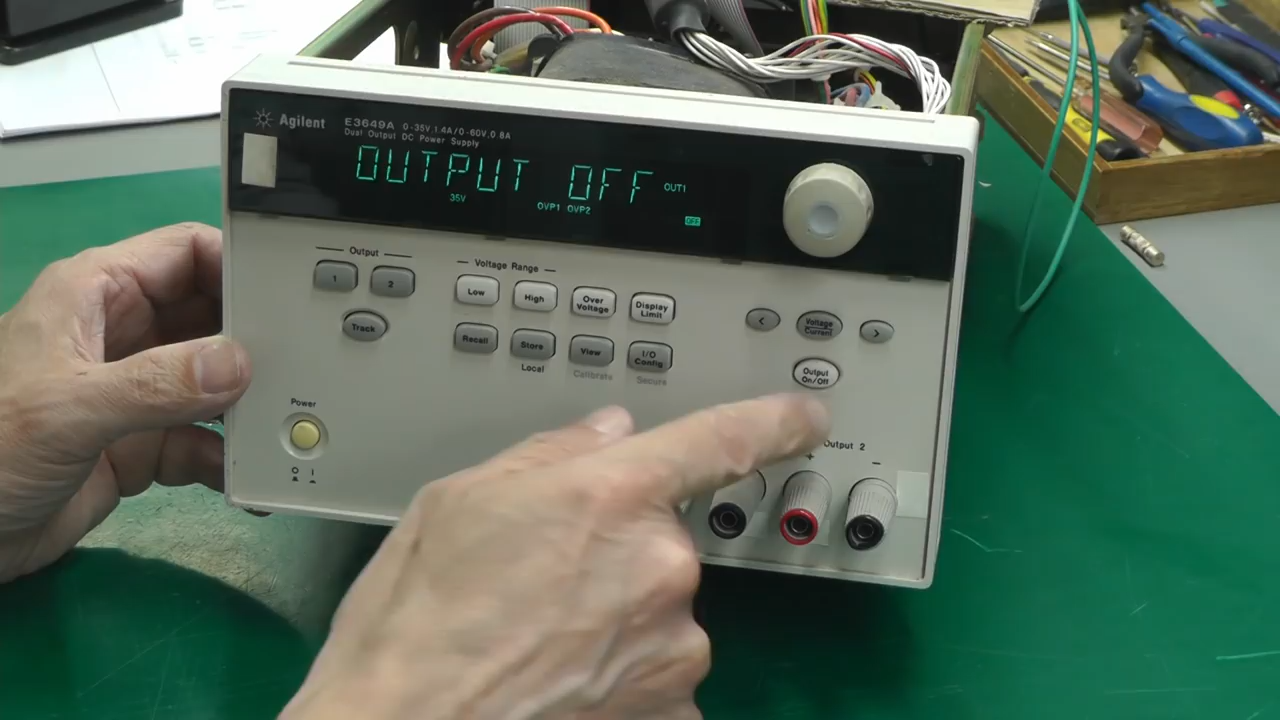 Agilent E3649A 0-35V,1.4A/0-60V,0.8A
Dual Output DC Power Supply
OUTPUT OFF OUT1
35V OVP1 OVP2 OFF
Output
1 2
Track
Voltage Range
Low High Over Voltage Display Limit
Recall Store View I/O Config
Local Calibrate Secure
< Voltage Current >
Output On/Off
Power
Output 2
+ -